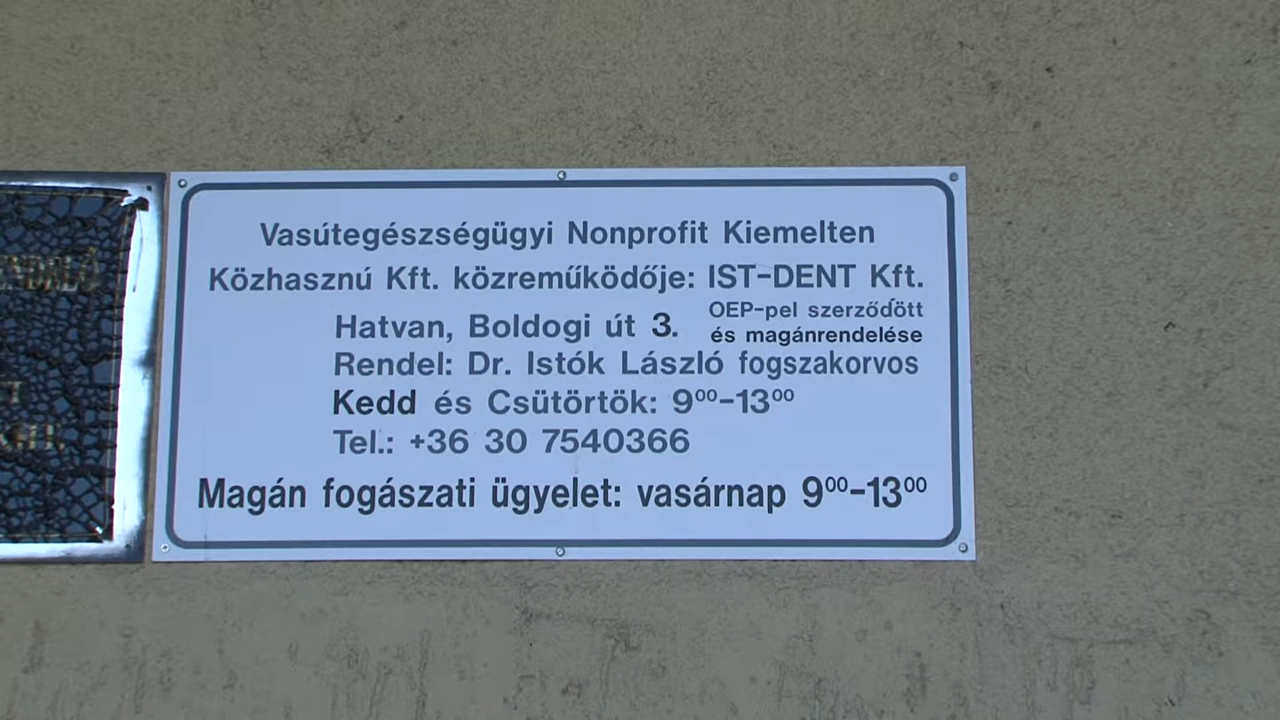 Vasútegészségügyi Nonprofit Kiemelten
Közhasznú Kft. közreműködője: IST-DENT Kft.
OEP-pel szerződött
és magánrendelése
Hatvan, Boldogi út 3.
Rendel: Dr. Istók László fogszakorvos
Kedd és Csütörtök: 9⁰⁰-13⁰⁰
Tel.: +36 30 7540366
Magán fogászati ügyelet: vasárnap 9⁰⁰-13⁰⁰